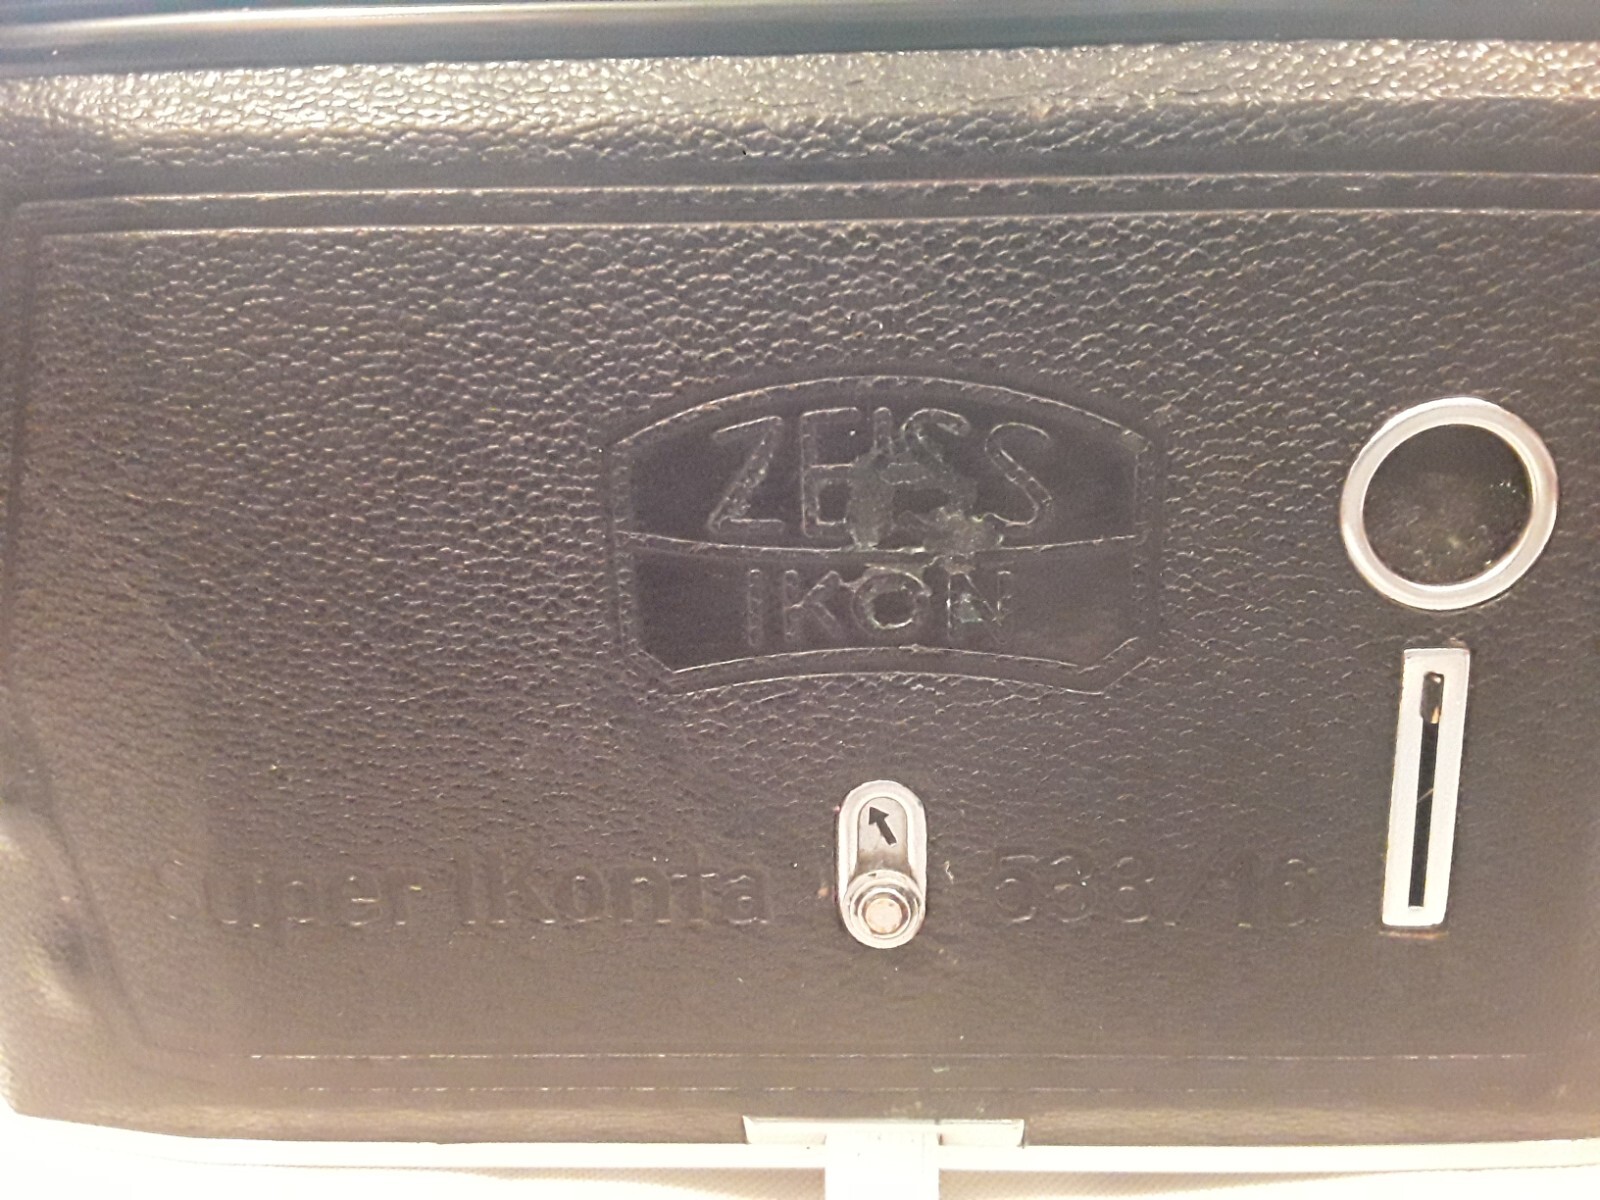 ZEISS
IKON
Super Ikonta 533/16